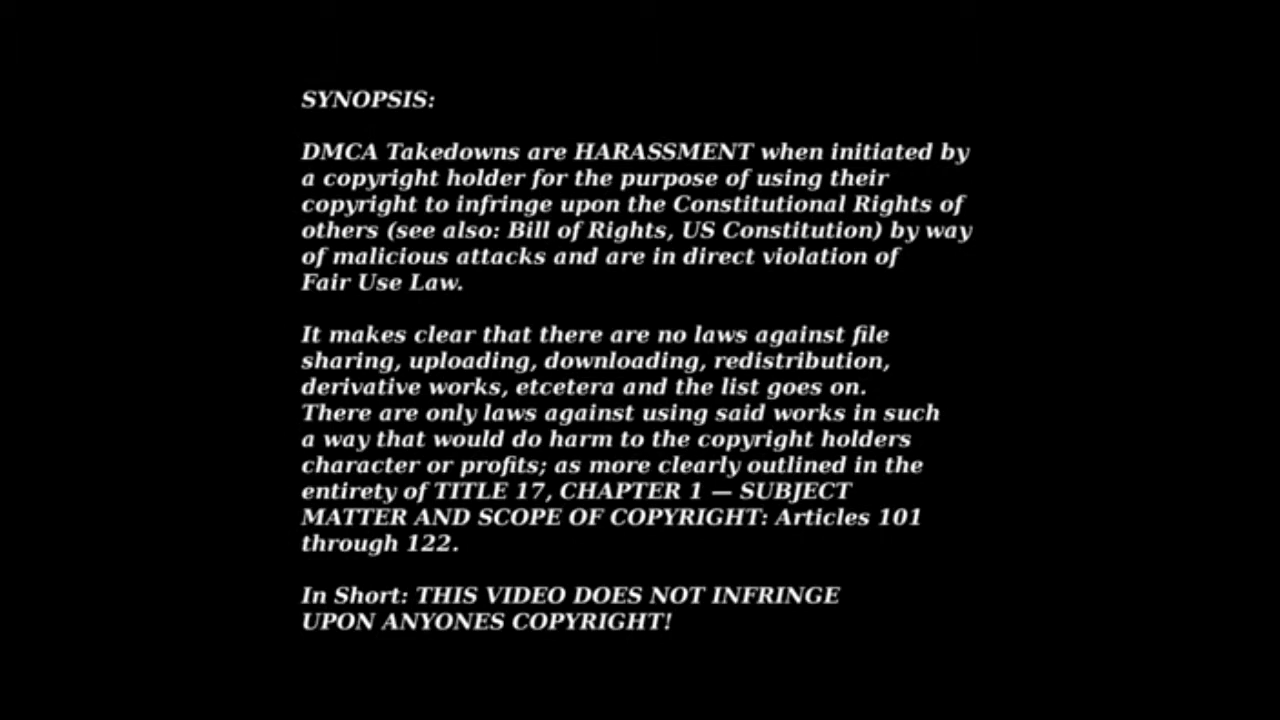 SYNOPSIS:
DMCA Takedowns are HARASSMENT when initiated by
a copyright holder for the purpose of using their
copyright to infringe upon the Constitutional Rights of
others (see also: Bill of Rights, US Constitution) by way
of malicious attacks and are in direct violation of
Fair Use Law.
It makes clear that there are no laws against file
sharing, uploading, downloading, redistribution,
derivative works, etcetera and the list goes on.
There are only laws against using said works in such
a way that would do harm to the copyright holders
character or profits; as more clearly outlined in the
entirety of TITLE 17, CHAPTER 1 — SUBJECT
MATTER AND SCOPE OF COPYRIGHT: Articles 101
through 122.
In Short: THIS VIDEO DOES NOT INFRINGE
UPON ANYONES COPYRIGHT!